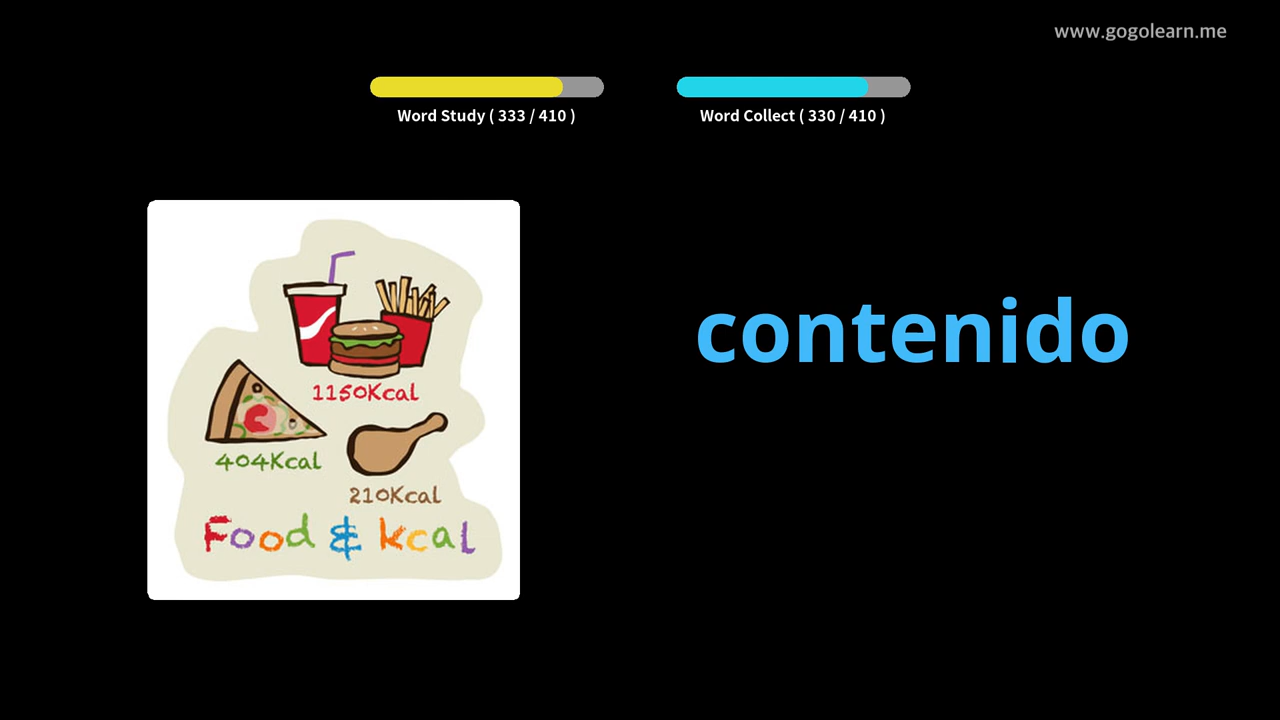 www.gogolearn.me
Word Study ( 333 / 410 )
Word Collect ( 330 / 410 )
1150Kcal
404Kcal
210Kcal
Food & kcal
contenido